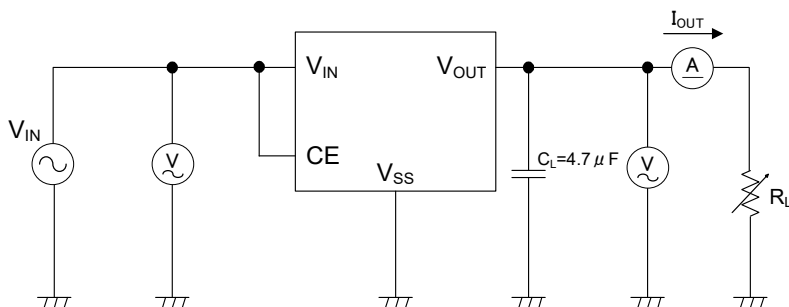 I_OUT
A
V_IN
V_OUT
V_IN
V
CE
C_L=4.7μF
V
V_SS
R_L